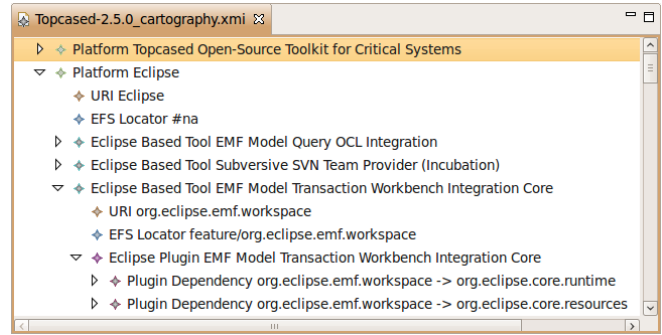 Topcased-2.5.0_cartography.xmi
Platform Topcased Open-Source Toolkit for Critical Systems
Platform Eclipse
URI Eclipse
EFS Locator #na
Eclipse Based Tool EMF Model Query OCL Integration
Eclipse Based Tool Subversive SVN Team Provider (Incubation)
Eclipse Based Tool EMF Model Transaction Workbench Integration Core
URI org.eclipse.emf.workspace
EFS Locator feature/org.eclipse.emf.workspace
Eclipse Plugin EMF Model Transaction Workbench Integration Core
Plugin Dependency org.eclipse.emf.workspace -> org.eclipse.core.runtime
Plugin Dependency org.eclipse.emf.workspace -> org.eclipse.core.resources